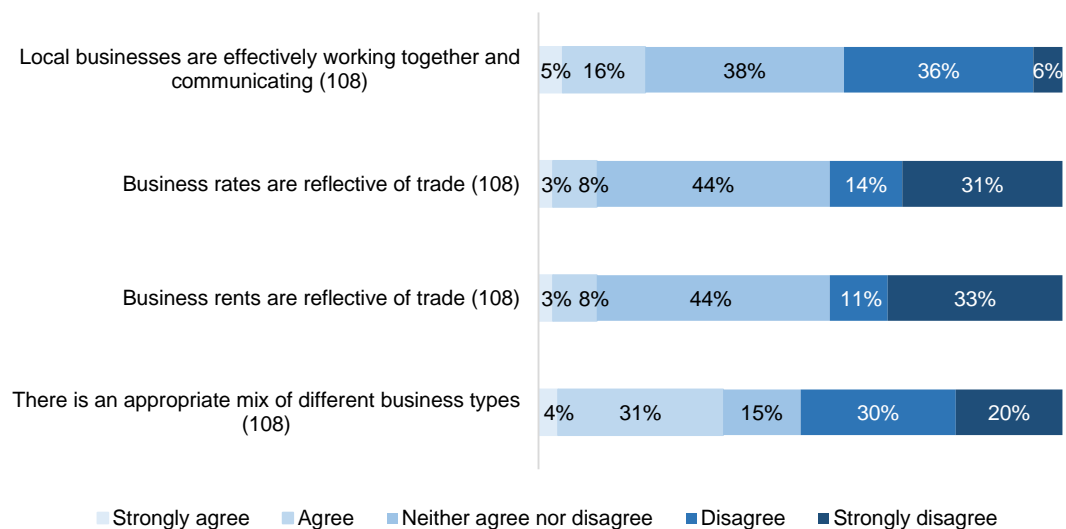 Local businesses are effectively working together and
communicating (108)
5% 16% 38% 36% 6%
Business rates are reflective of trade (108)
3% 8% 44% 14% 31%
Business rents are reflective of trade (108)
3% 8% 44% 11% 33%
There is an appropriate mix of different business types
(108)
4% 31% 15% 30% 20%
Strongly agree Agree Neither agree nor disagree Disagree Strongly disagree